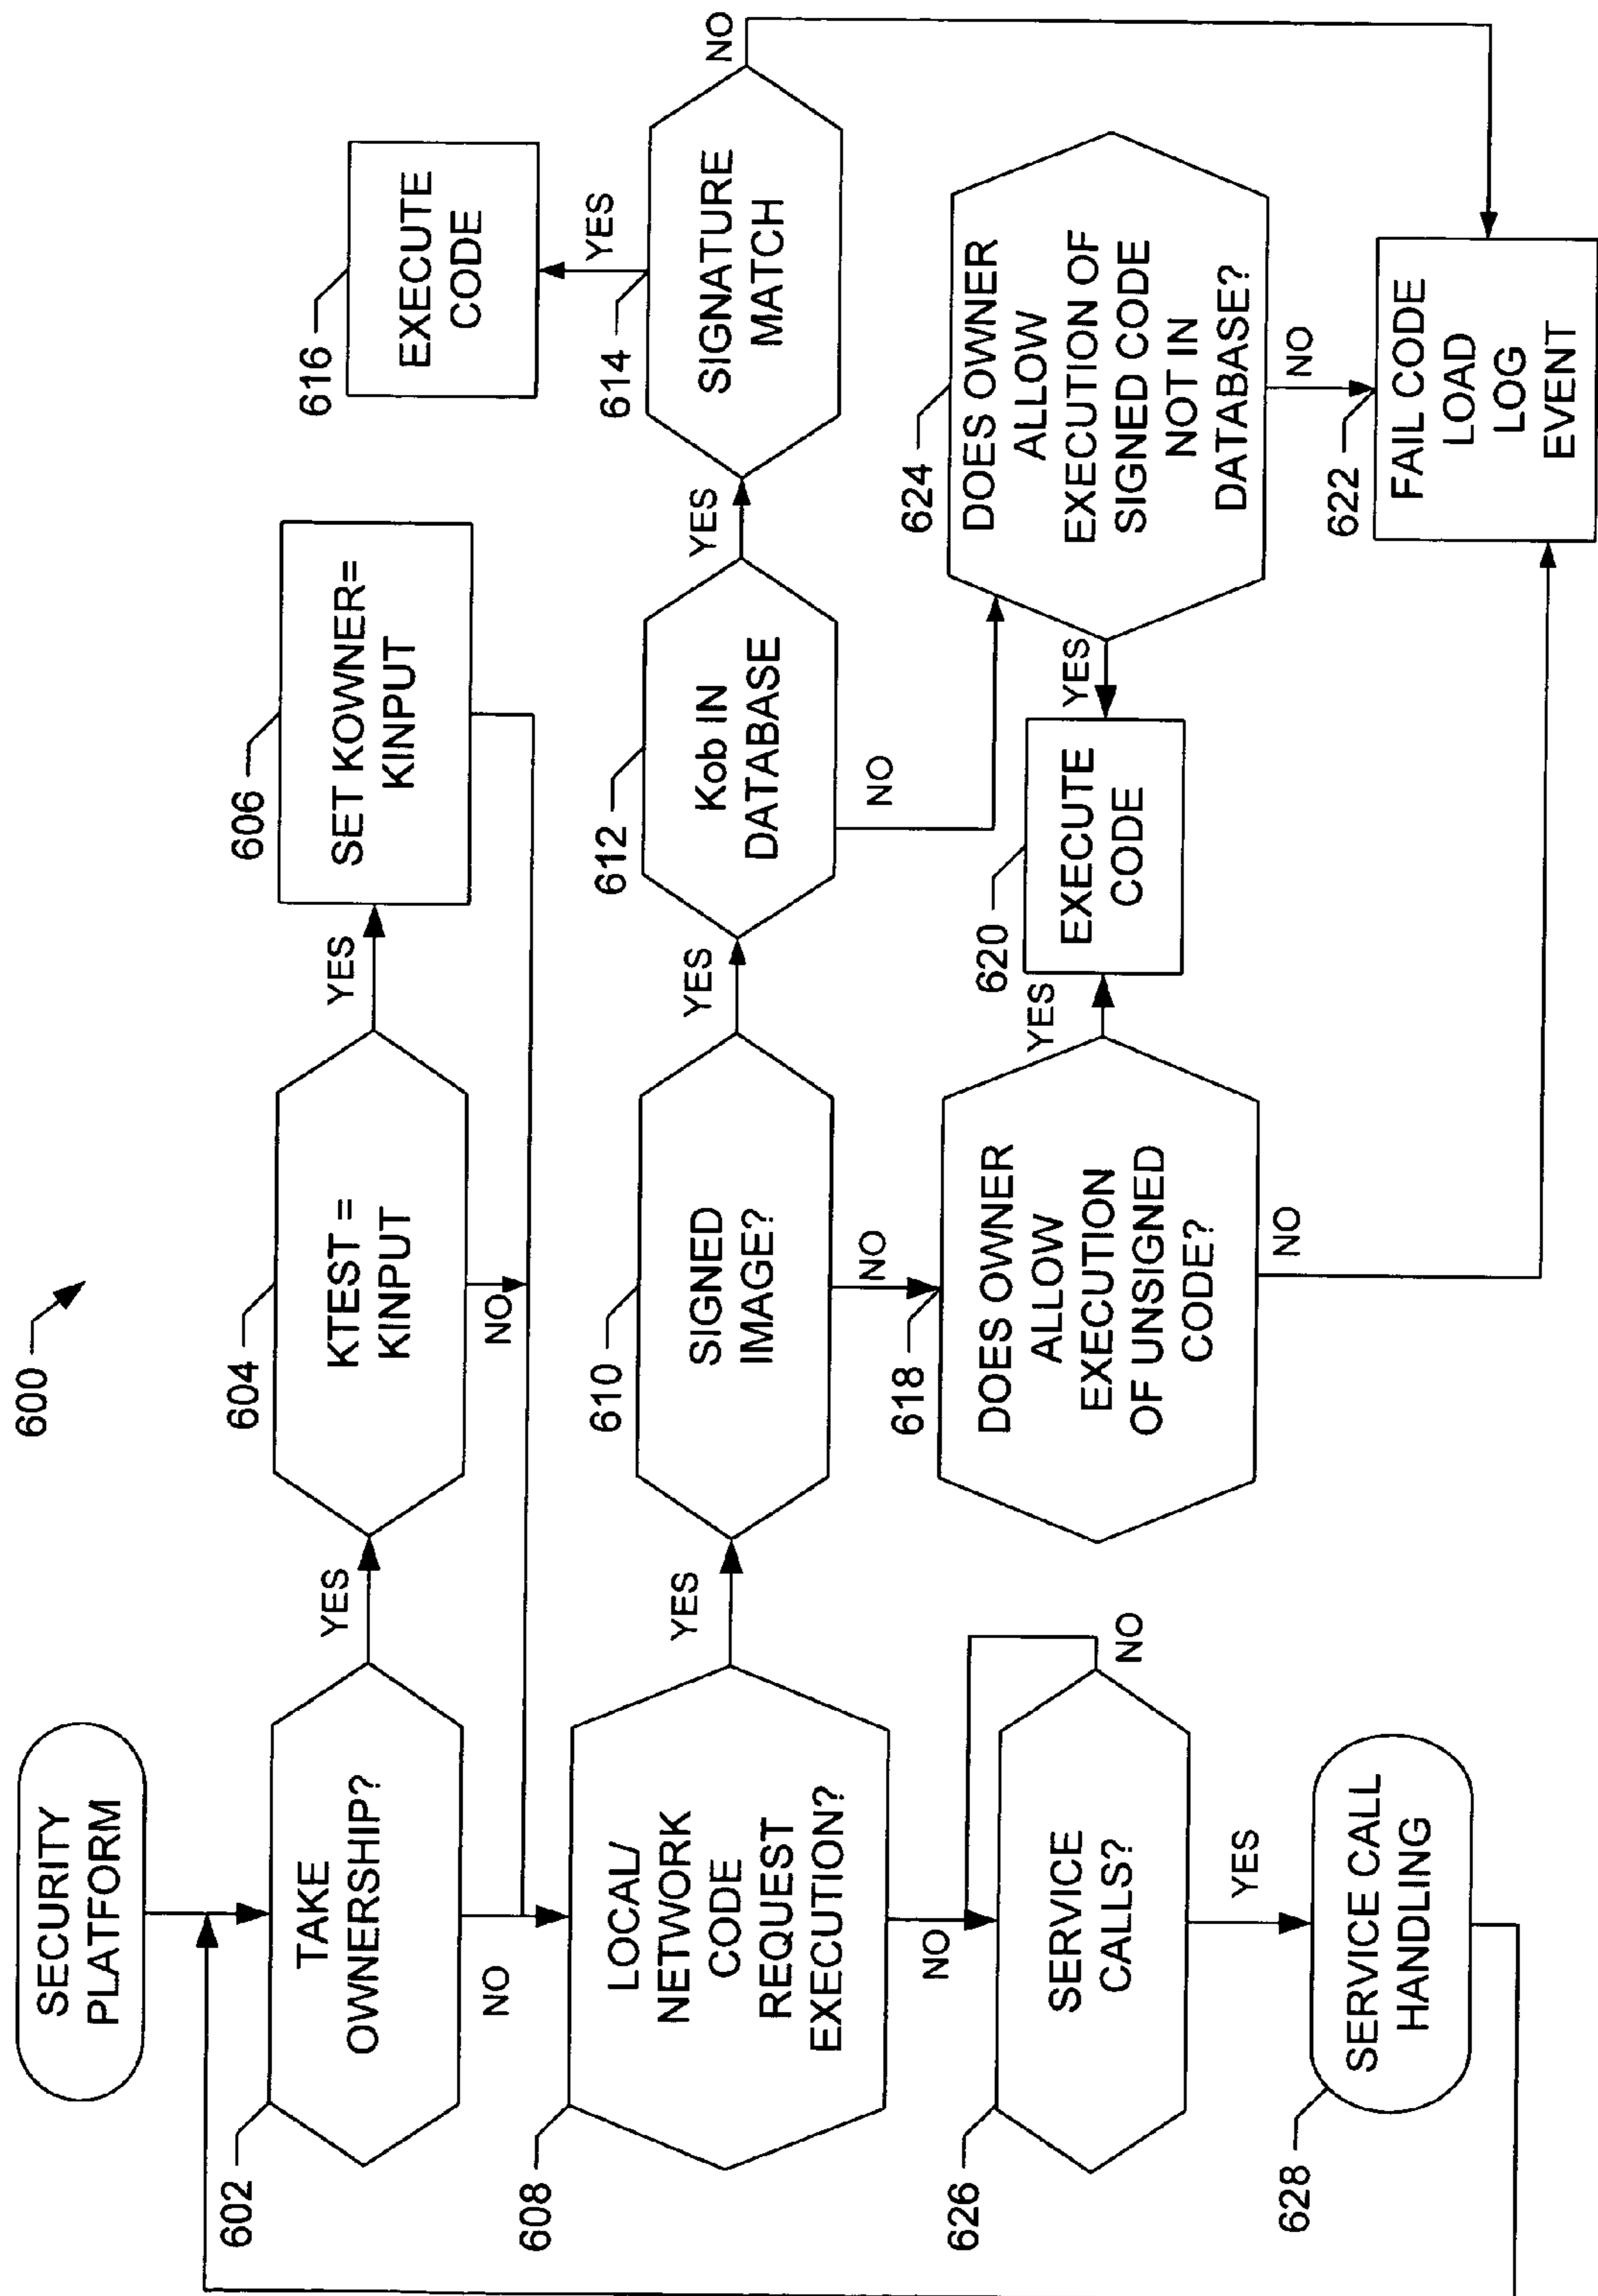 600
SECURITY
PLATFORM
602
TAKE
OWNERSHIP?
YES
NO
604
KTEST =
KINPUT
YES
NO
606
SET KOWNER=
KINPUT
608
LOCAL/
NETWORK
CODE
REQUEST
EXECUTION?
YES
NO
610
SIGNED
IMAGE?
YES
NO
612
Kob IN
DATABASE
YES
NO
614
SIGNATURE
MATCH
YES
NO
616
EXECUTE
CODE
618
DOES OWNER
ALLOW
EXECUTION
OF UNSIGNED
CODE?
YES
NO
620
EXECUTE
CODE
624
DOES OWNER
ALLOW
EXECUTION OF
SIGNED CODE
NOT IN
DATABASE?
YES
NO
622
FAIL CODE
LOAD
LOG
EVENT
626
SERVICE
CALLS?
NO
YES
628
SERVICE CALL
HANDLING